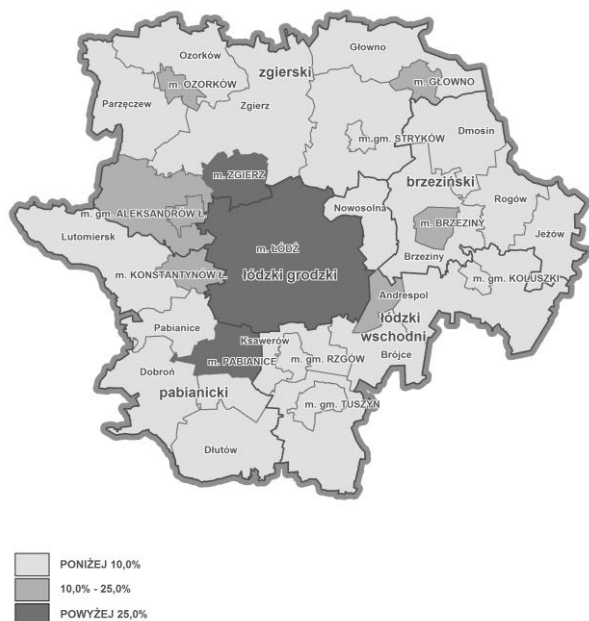 Głowno
Ozorków
zgierski
m. OZORKÓW
m. GŁOWNO
Parzęczew
Zgierz
Dmosin
m. gm. STRYKÓW
m. ZGIERZ
brzeziński
Rogów
m. gm. ALEKSANDRÓW Ł.
Nowosolna
m. BRZEZINY
Jeżów
Lutomiersk
m. ŁÓDŹ
Brzeziny
m. KONSTANTYNÓW Ł.
łódzki grodzki
m. gm. KOLUSZKI
Andrespol
Pabianice
łódzki
wschodni
Ksawerów
Brójce
m. PABIANICE
m. gm. RZGÓW
Dobroń
pabianicki
m. gm. TUSZYN
Dłutów
PONIŻEJ 10,0%
10,0% - 25,0%
POWYŻEJ 25,0%